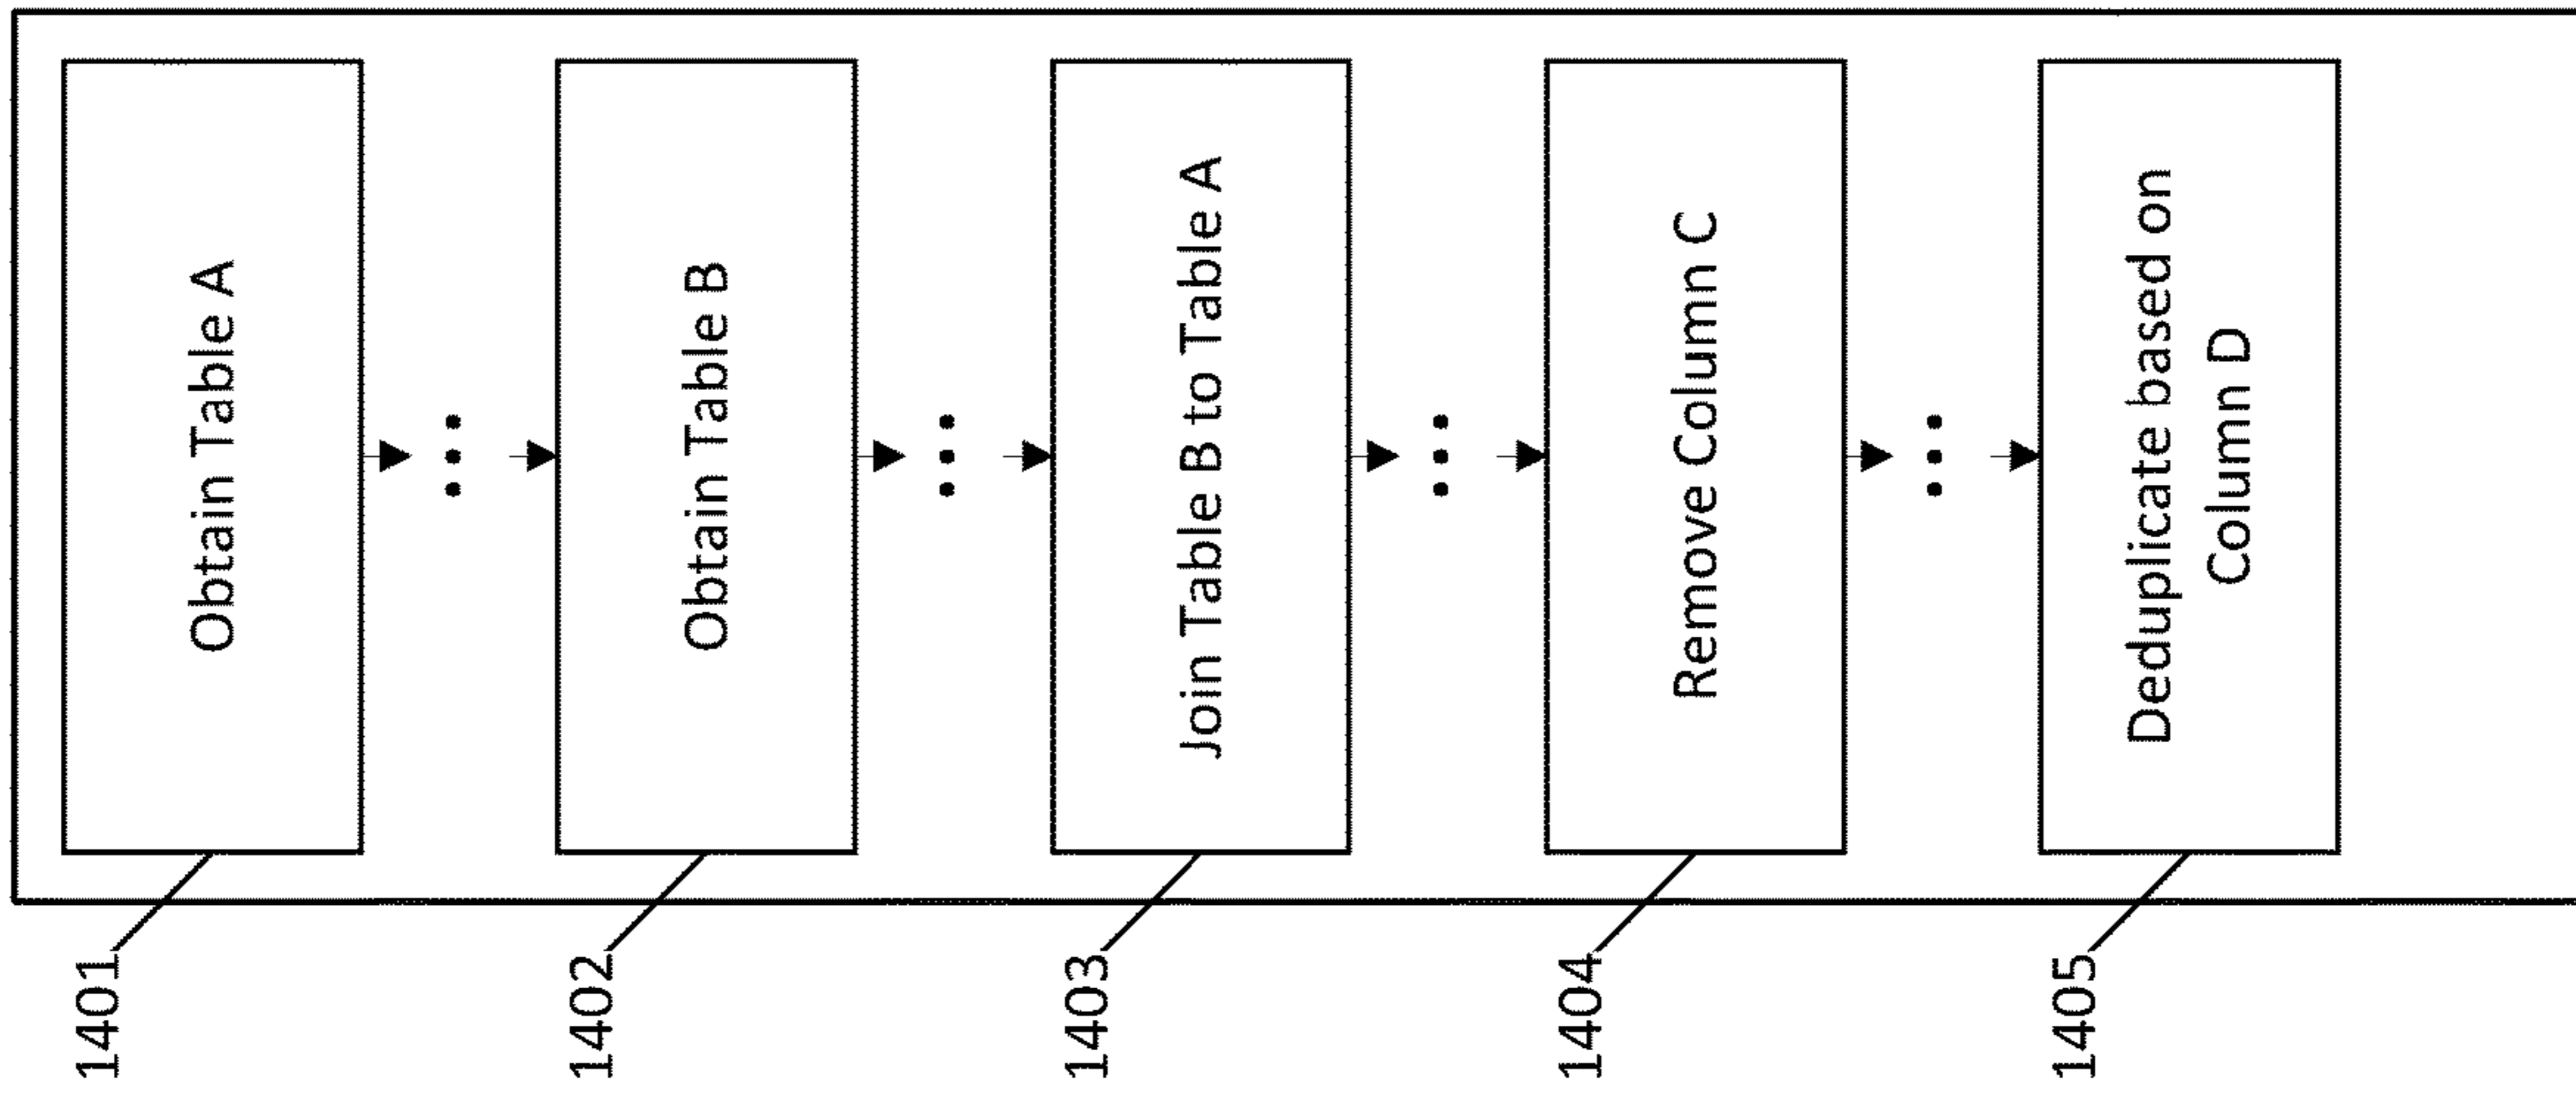 1401
Obtain Table A
1402
Obtain Table B
1403
Join Table B to Table A
1404
Remove Column C
1405
Deduplicate based on
Column D